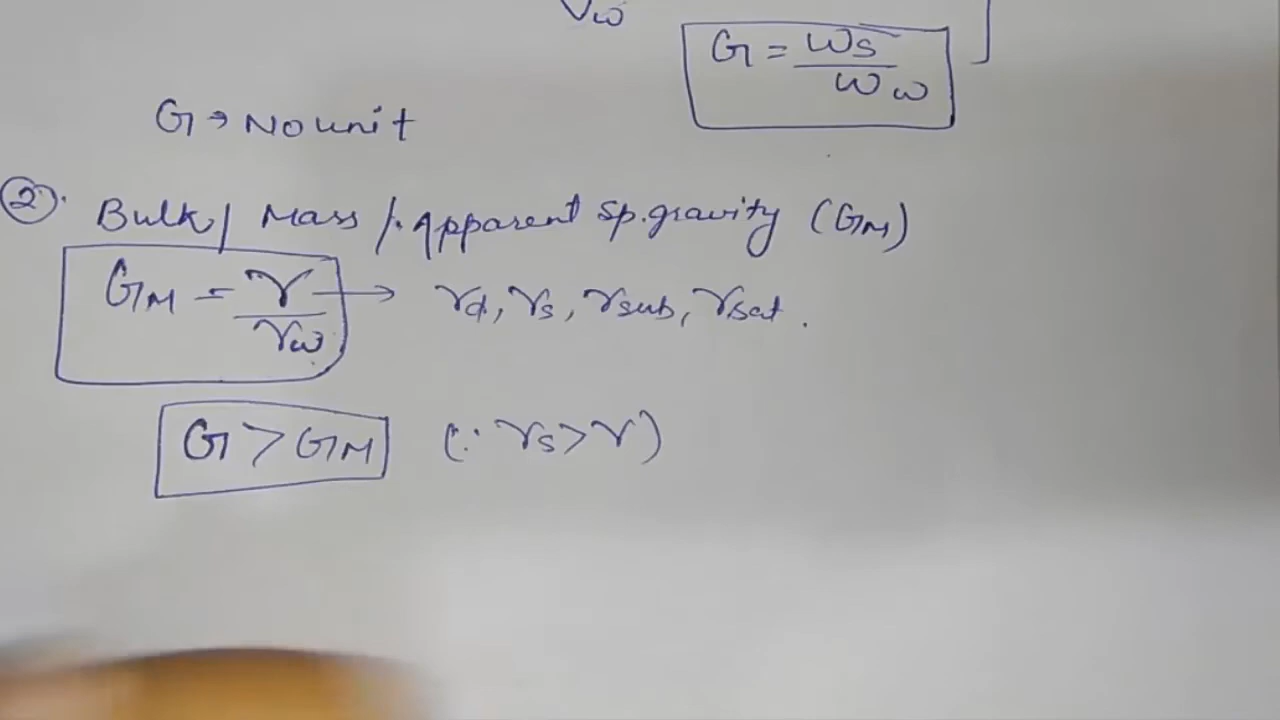 Vω
G = Ws / Ww
G → No unit
②. Bulk / Mass / Apparent Sp. gravity (GM)
GM = γ / γw → γd, γs, γsub, γsat.
G > GM (∵ γs > γ)